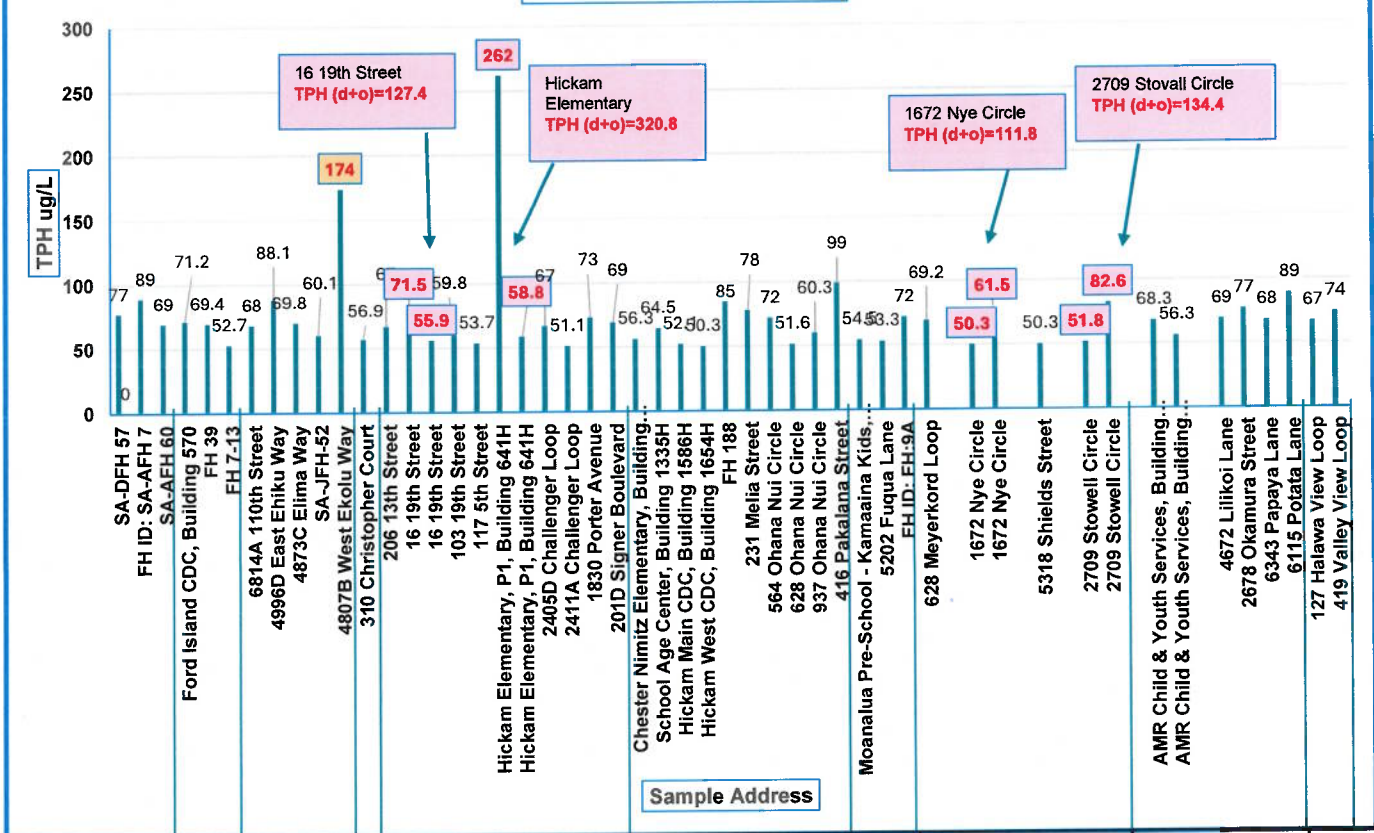 300
250
200
150
100
50
0
TPH ug/L
16 19th Street
TPH (d+o)=127.4
Hickam
Elementary
TPH (d+o)=320.8
1672 Nye Circle
TPH (d+o)=111.8
2709 Stovall Circle
TPH (d+o)=134.4
77
0
89
69
71.2
69.4
52.7
68
88.1
69.8
60.1
174
56.9
71.5
55.9
59.8
53.7
262
58.8
67
51.1
73
69
56.3
64.5
50.3
85
78
72
51.6
60.3
99
53.3
72
69.2
50.3
61.5
50.3
51.8
82.6
68.3
56.3
69
77
68
89
67
74
SA-DFH 57
FH ID: SA-AFH 7
SA-AFH 60
Ford Island CDC, Building 570
FH 39
FH 7-13
6814A 110th Street
4996D East Ehiku Way
4873C Elima Way
SA-JFH-52
4807B West Ekolu Way
310 Christopher Court
206 13th Street
16 19th Street
16 19th Street
103 19th Street
117 5th Street
Hickam Elementary, P1, Building 641H
Hickam Elementary, P1, Building 641H
2405D Challenger Loop
2411A Challenger Loop
1830 Porter Avenue
201D Signer Boulevard
Chester Nimitz Elementary, Building...
School Age Center, Building 1335H
Hickam Main CDC, Building 1586H
Hickam West CDC, Building 1654H
FH 188
231 Melia Street
564 Ohana Nui Circle
628 Ohana Nui Circle
937 Ohana Nui Circle
416 Pakalana Street
Moanalua Pre-School - Kamaaina Kids,...
5202 Fuqua Lane
FH ID: FH:9A
628 Meyerkord Loop
1672 Nye Circle
1672 Nye Circle
5318 Shields Street
2709 Stowell Circle
2709 Stowell Circle
AMR Child & Youth Services, Building...
AMR Child & Youth Services, Building...
4672 Lilikoi Lane
2678 Okamura Street
6343 Papaya Lane
6115 Potata Lane
127 Halawa View Loop
419 Valley View Loop
Sample Address